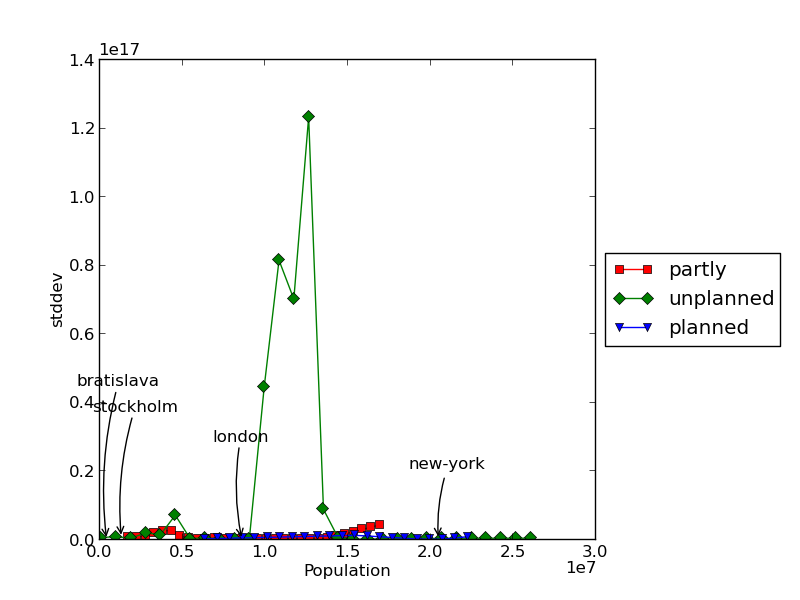 1e17
1.4
1.2
1.0
0.8
0.6
0.4
0.2
0.0
stddev
bratislava
stockholm
london
new-york
partly
unplanned
planned
0.0 0.5 1.0 1.5 2.0 2.5 3.0
1e7
Population